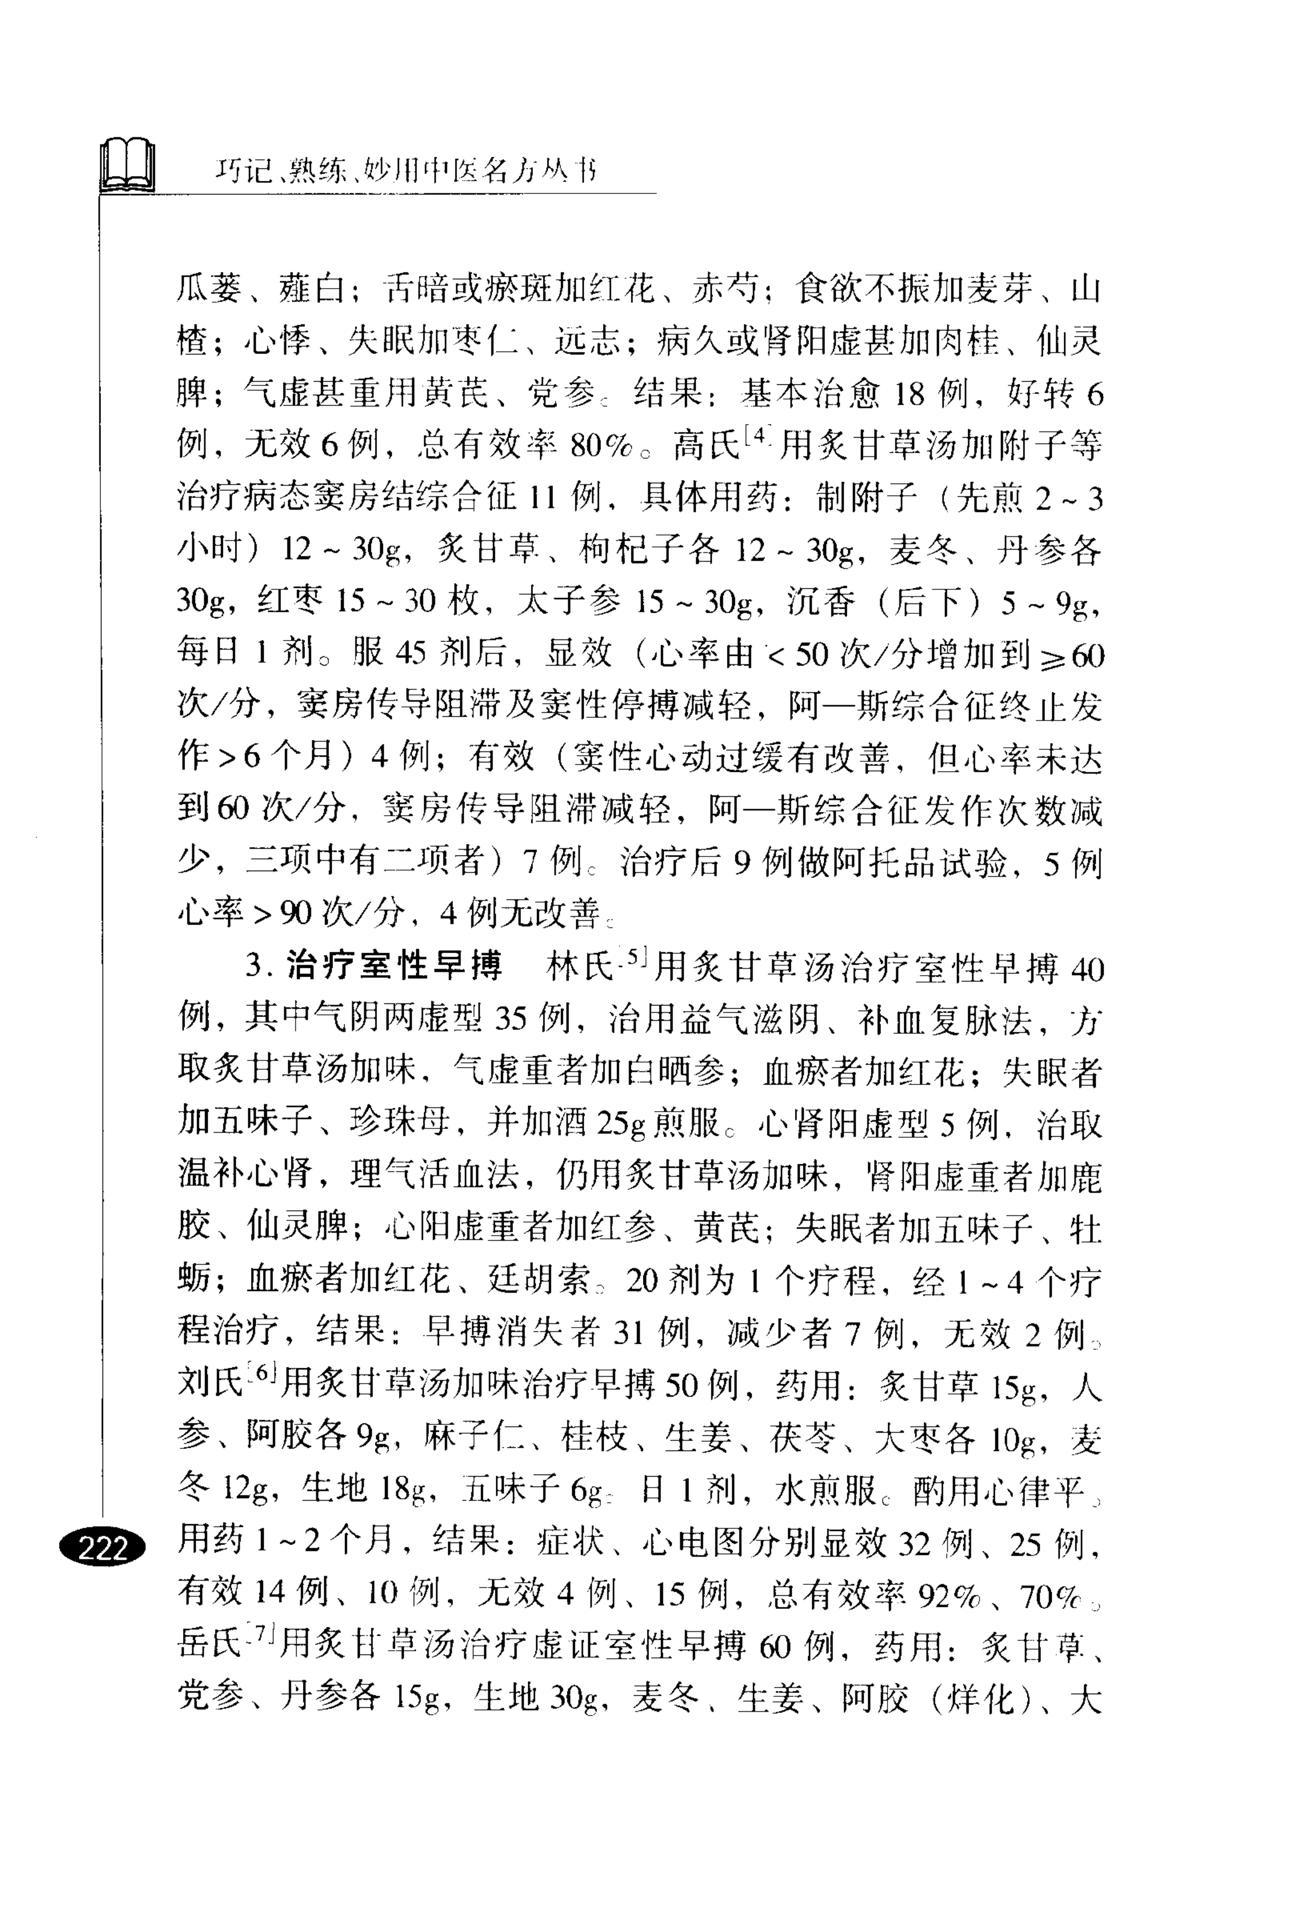 巧记、熟练、妙用中医名方丛书
瓜蒌、薤白；舌暗或瘀斑加红花、赤芍；食欲不振加麦芽、山
楂；心悸、失眠加枣仁、远志；病久或肾阳虚甚加肉桂、仙灵
脾；气虚甚重用黄芪、党参。结果：基本治愈 18 例，好转 6
例，无效 6 例，总有效率 80%。高氏[4]用炙甘草汤加附子等
治疗病态窦房结综合征 11 例，具体用药：制附子（先煎 2～3
小时）12～30g，炙甘草、枸杞子各 12～30g，麦冬、丹参各
30g，红枣 15～30 枚，太子参 15～30g，沉香（后下）5～9g，
每日 1 剂。服 45 剂后，显效（心率由＜50 次/分增加到≥60
次/分，窦房传导阻滞及窦性停搏减轻，阿—斯综合征终止发
作＞6 个月）4 例；有效（窦性心动过缓有改善，但心率未达
到 60 次/分，窦房传导阻滞减轻，阿—斯综合征发作次数减
少，三项中有二项者）7 例。治疗后 9 例做阿托品试验，5 例
心率＞90 次/分，4 例无改善。
3. 治疗室性早搏 林氏[5]用炙甘草汤治疗室性早搏 40
例，其中气阴两虚型 35 例，治用益气滋阴、补血复脉法，方
取炙甘草汤加味，气虚重者加白晒参；血瘀者加红花；失眠者
加五味子、珍珠母，并加酒 25g 煎服。心肾阳虚型 5 例，治取
温补心肾，理气活血法，仍用炙甘草汤加味，肾阳虚重者加鹿
胶、仙灵脾；心阳虚重者加红参、黄芪；失眠者加五味子、牡
蛎；血瘀者加红花、廷胡索。20 剂为 1 个疗程，经 1～4 个疗
程治疗，结果：早搏消失者 31 例，减少者 7 例，无效 2 例。
刘氏[6]用炙甘草汤加味治疗早搏 50 例，药用：炙甘草 15g，人
参、阿胶各 9g，麻子仁、桂枝、生姜、茯苓、大枣各 10g，麦
冬 12g，生地 18g，五味子 6g。日 1 剂，水煎服。酌用心律平。
用药 1～2 个月，结果：症状、心电图分别显效 32 例、25 例，
有效 14 例、10 例，无效 4 例、15 例，总有效率 92%、70%。
岳氏[7]用炙甘草汤治疗虚证室性早搏 60 例，药用：炙甘草、
党参、丹参各 15g，生地 30g，麦冬、生姜、阿胶（烊化）、大
222